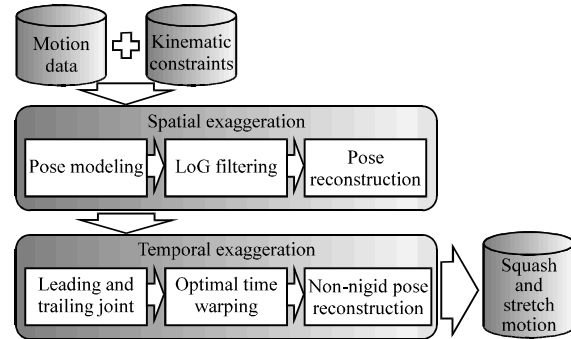 Motion
data
Kinematic
constraints
Spatial exaggeration
Pose modeling
LoG filtering
Pose
reconstruction
Temporal exaggeration
Leading and
trailing joint
Optimal time
warping
Non-nigid pose
reconstruction
Squash
and
stretch
motion